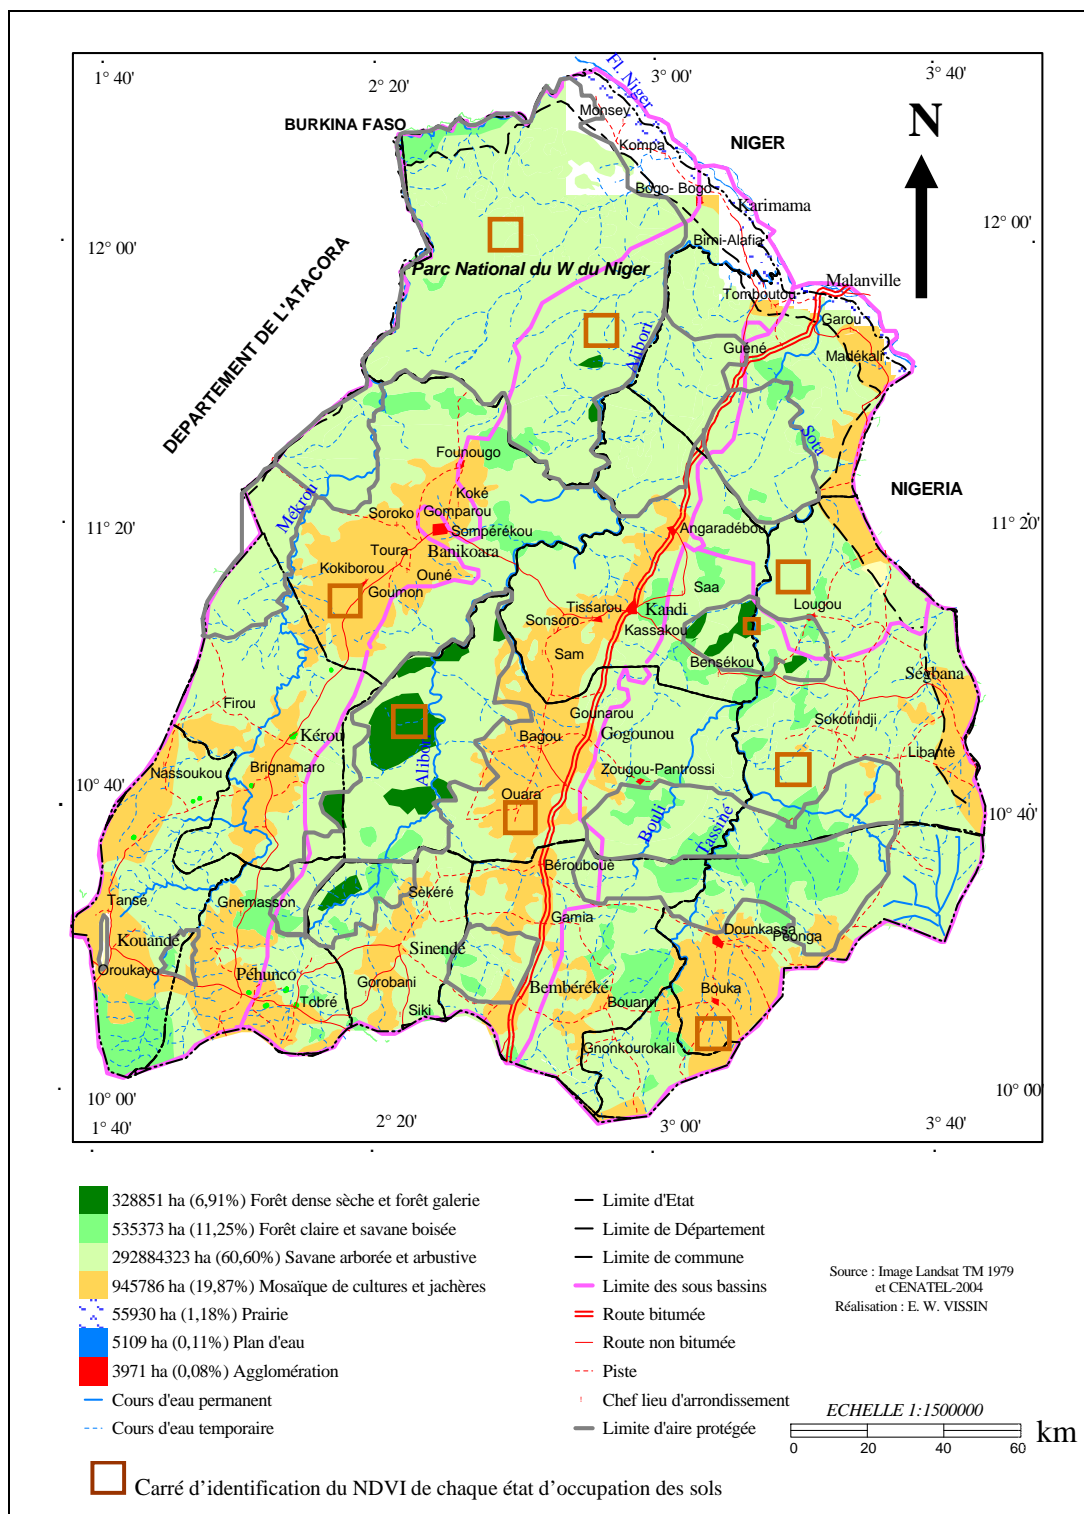 1° 40'
2° 20'
3° 00'
3° 40'
Fl. Niger
BURKINA FASO
Monsey
NIGER
N
Kompa
Bogo- Bogo
Karimama
12° 00'
12° 00'
Birni-Alafia
DEPARTEMENT DE L'ATACORA
Parc National du W du Niger
Malanville
Tomboutou
Garou
Alibori
Guéné
Madékali
Sota
Founougo
NIGERIA
Mékrou
Koké
Soroko
Gomparou
11° 20'
11° 20'
Sompérékou
Angaradébou
Toura
Banikoara
Kokiborou
Ouné
Goumon
Saa
Tissarou
Kandi
Lougou
Sonsoro
Kassakou
Sam
Bensékou
Ségbana
Firou
Gounarou
Sokotindji
Kérou
Bagou
Gogounou
Libantè
Nassoukou
Brignamaro
Alibori
Zougou-Pantrossi
10° 40'
Ouara
10° 40'
Bouli
Tassiné
Bérouboué
Tansé
Gnemasson
Sèkéré
Gamia
Dounkassa
Kouandé
Péonga
Sinendé
Oroukayo
Péhunco
Gorobani
Bembéréké
Bouka
Tobré
Siki
Bouanri
Gnonkourokali
10° 00'
10° 00'
1° 40'
2° 20'
3° 00'
3° 40'
328851 ha (6,91%) Forêt dense sèche et forêt galerie
535373 ha (11,25%) Forêt claire et savane boisée
292884323 ha (60,60%) Savane arborée et arbustive
945786 ha (19,87%) Mosaïque de cultures et jachères
55930 ha (1,18%) Prairie
5109 ha (0,11%) Plan d'eau
3971 ha (0,08%) Agglomération
Cours d'eau permanent
Cours d'eau temporaire
Limite d'Etat
Limite de Département
Limite de commune
Limite des sous bassins
Route bitumée
Route non bitumée
Piste
Chef lieu d'arrondissement
Limite d'aire protégée
Source : Image Landsat TM 1979
et CENATEL-2004
Réalisation : E. W. VISSIN
ECHELLE 1:1500000
0 20 40 60 km
Carré d'identification du NDVI de chaque état d'occupation des sols